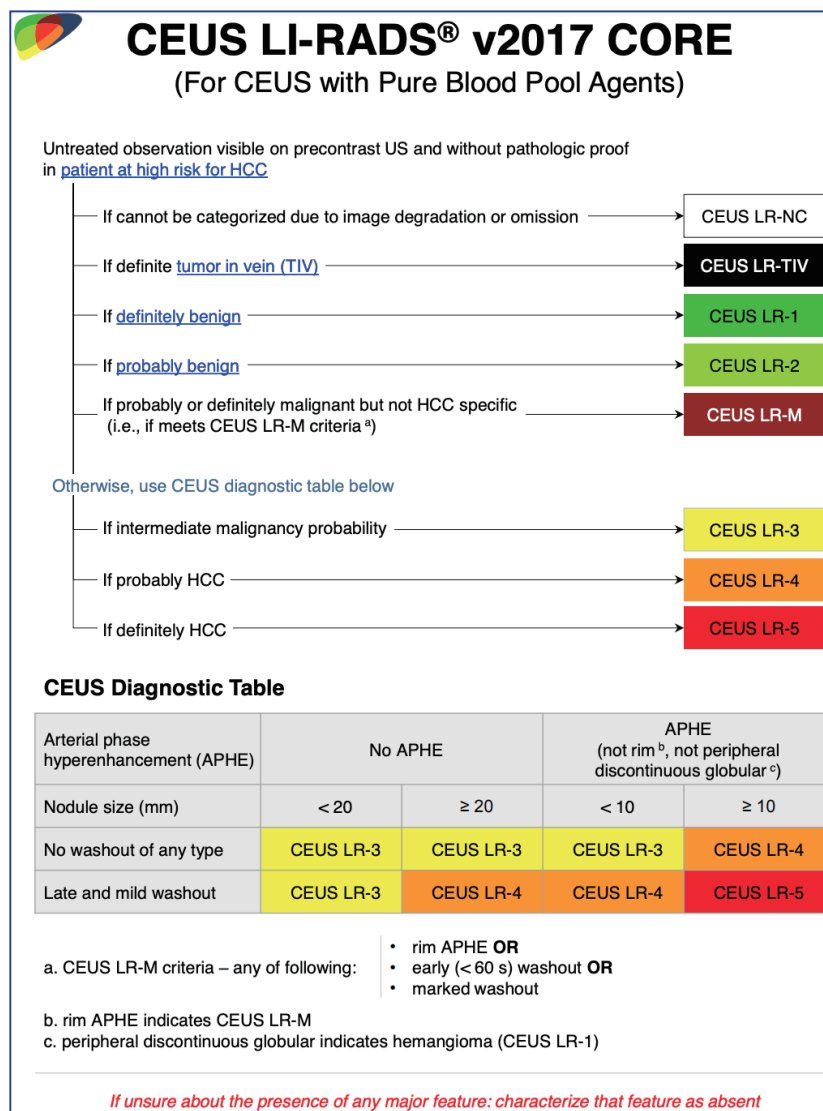 CEUS LI-RADS® v2017 CORE
(For CEUS with Pure Blood Pool Agents)
Untreated observation visible on precontrast US and without pathologic proof
in patient at high risk for HCC
If cannot be categorized due to image degradation or omission
CEUS LR-NC
If definite tumor in vein (TIV)
CEUS LR-TIV
If definitely benign
CEUS LR-1
If probably benign
CEUS LR-2
If probably or definitely malignant but not HCC specific
(i.e., if meets CEUS LR-M criteria ᵃ)
CEUS LR-M
Otherwise, use CEUS diagnostic table below
If intermediate malignancy probability
CEUS LR-3
If probably HCC
CEUS LR-4
If definitely HCC
CEUS LR-5
CEUS Diagnostic Table
Arterial phase
hyperenhancement (APHE)
No APHE
APHE
(not rim ᵇ, not peripheral
discontinuous globular ᶜ)
Nodule size (mm) < 20 ≥ 20 < 10 ≥ 10
No washout of any type CEUS LR-3 CEUS LR-3 CEUS LR-3 CEUS LR-4
Late and mild washout CEUS LR-3 CEUS LR-4 CEUS LR-4 CEUS LR-5
a. CEUS LR-M criteria – any of following:
• rim APHE OR
• early (< 60 s) washout OR
• marked washout
b. rim APHE indicates CEUS LR-M
c. peripheral discontinuous globular indicates hemangioma (CEUS LR-1)
If unsure about the presence of any major feature: characterize that feature as absent